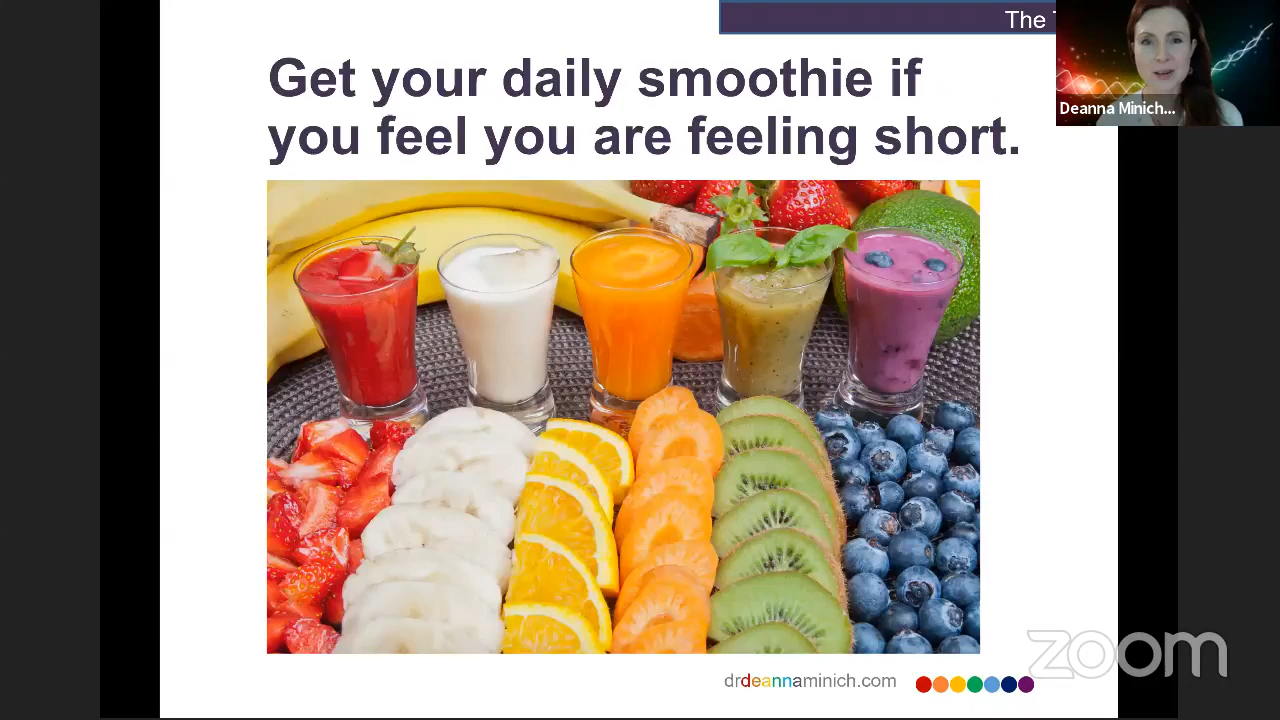 The
Get your daily smoothie if
you feel you are feeling short.
Deanna Minich...
drdeannaminich.com
zoom